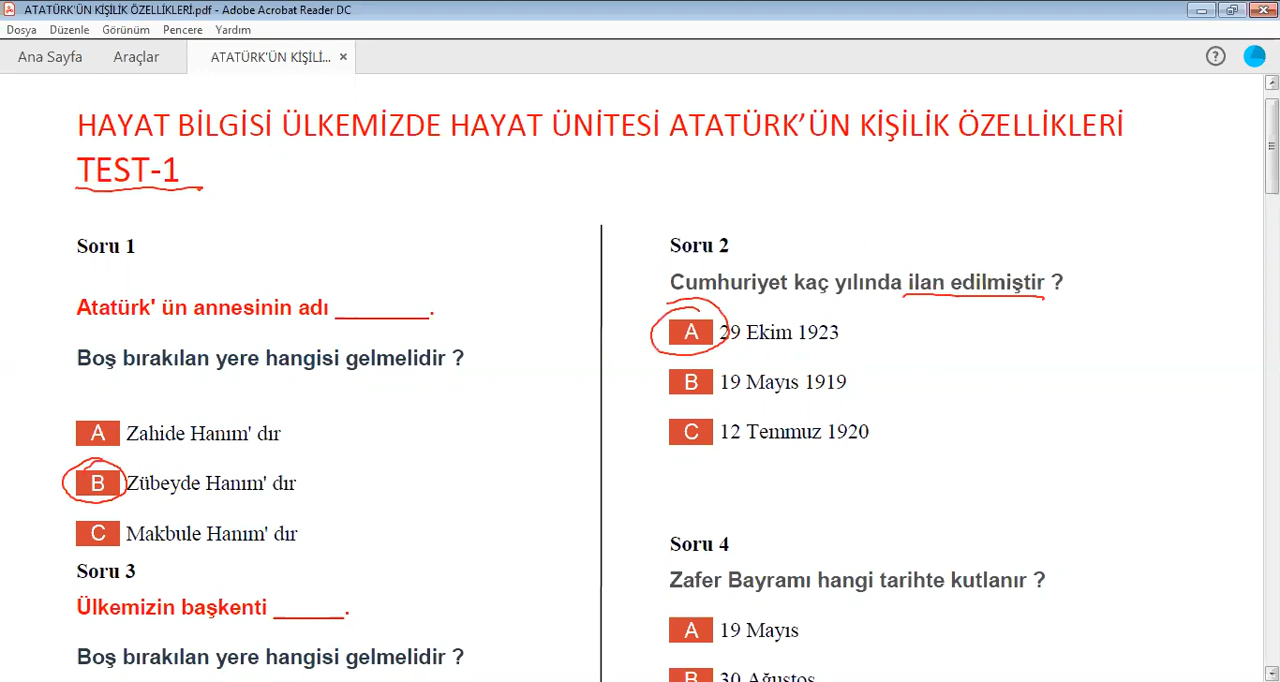 ATATÜRK'ÜN KİŞİLİK ÖZELLİKLERİ.pdf - Adobe Acrobat Reader DC
Dosya Düzenle Görünüm Pencere Yardım
Ana Sayfa Araçlar ATATÜRK'ÜN KİŞİLİ... ×
HAYAT BİLGİSİ ÜLKEMİZDE HAYAT ÜNİTESİ ATATÜRK’ÜN KİŞİLİK ÖZELLİKLERİ
TEST-1
Soru 1
Atatürk' ün annesinin adı ________.
Boş bırakılan yere hangisi gelmelidir ?
A Zahide Hanım' dır
B Zübeyde Hanım' dır
C Makbule Hanım' dır
Soru 3
Ülkemizin başkenti ______.
Boş bırakılan yere hangisi gelmelidir ?
Soru 2
Cumhuriyet kaç yılında ilan edilmiştir ?
A 29 Ekim 1923
B 19 Mayıs 1919
C 12 Temmuz 1920
Soru 4
Zafer Bayramı hangi tarihte kutlanır ?
A 19 Mayıs
B 30 Ağustos